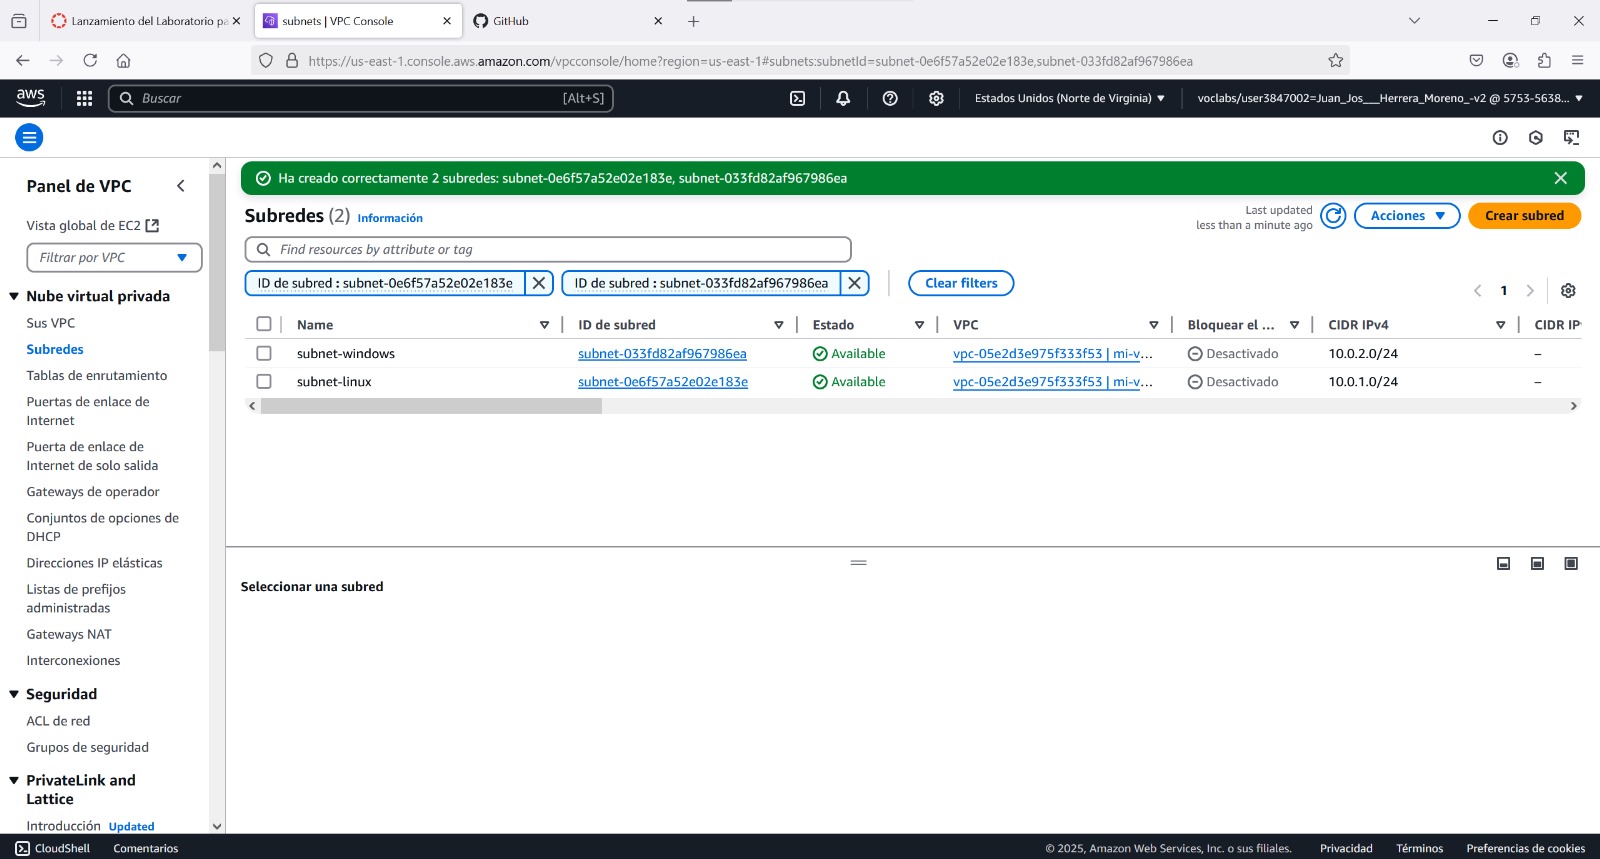 Lanzamiento del Laboratorio pa
subnets | VPC Console
GitHub
https://us-east-1.console.aws.amazon.com/vpcconsole/home?region=us-east-1#subnets:subnetId=subnet-0e6f57a52e02e183e,subnet-033fd82af967986ea
aws
Buscar
[Alt+S]
Estados Unidos (Norte de Virginia)
voclabs/user3847002=Juan_Jos___Herrera_Moreno_-v2 @ 5753-5638...
Panel de VPC
Vista global de EC2
Filtrar por VPC
Nube virtual privada
Sus VPC
Subredes
Tablas de enrutamiento
Puertas de enlace de
Internet
Puerta de enlace de
Internet de solo salida
Gateways de operador
Conjuntos de opciones de
DHCP
Direcciones IP elásticas
Listas de prefijos
administradas
Gateways NAT
Interconexiones
Seguridad
ACL de red
Grupos de seguridad
PrivateLink and
Lattice
Introducción Updated
Ha creado correctamente 2 subredes: subnet-0e6f57a52e02e183e, subnet-033fd82af967986ea
Subredes (2) Información
Last updated
less than a minute ago
Acciones
Crear subred
Find resources by attribute or tag
ID de subred : subnet-0e6f57a52e02e183e
ID de subred : subnet-033fd82af967986ea
Clear filters
1
Name ID de subred Estado VPC Bloquear el ... CIDR IPv4 CIDR IP
subnet-windows subnet-033fd82af967986ea Available vpc-05e2d3e975f333f53 | mi-v... Desactivado 10.0.2.0/24 –
subnet-linux subnet-0e6f57a52e02e183e Available vpc-05e2d3e975f333f53 | mi-v... Desactivado 10.0.1.0/24 –
Seleccionar una subred
CloudShell
Comentarios
© 2025, Amazon Web Services, Inc. o sus filiales.
Privacidad
Términos
Preferencias de cookies